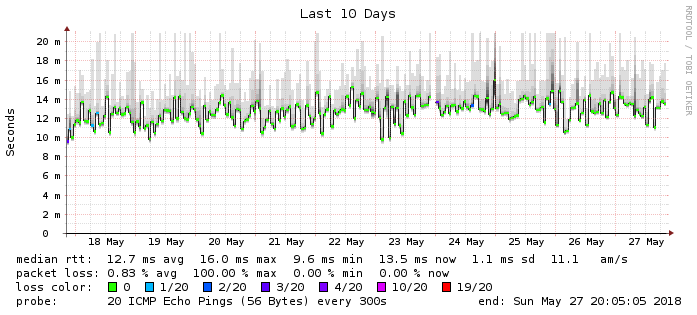 Last 10 Days
RRDTOOL / TOBI OETIKER
Seconds
20 m
18 m
16 m
14 m
12 m
10 m
8 m
6 m
4 m
2 m
0
18 May 19 May 20 May 21 May 22 May 23 May 24 May 25 May 26 May 27 May
median rtt: 12.7 ms avg 16.0 ms max 9.6 ms min 13.5 ms now 1.1 ms sd 11.1 am/s
packet loss: 0.83 % avg 100.00 % max 0.00 % min 0.00 % now
loss color: 0 1/20 2/20 3/20 4/20 10/20 19/20
probe: 20 ICMP Echo Pings (56 Bytes) every 300s end: Sun May 27 20:05:05 2018